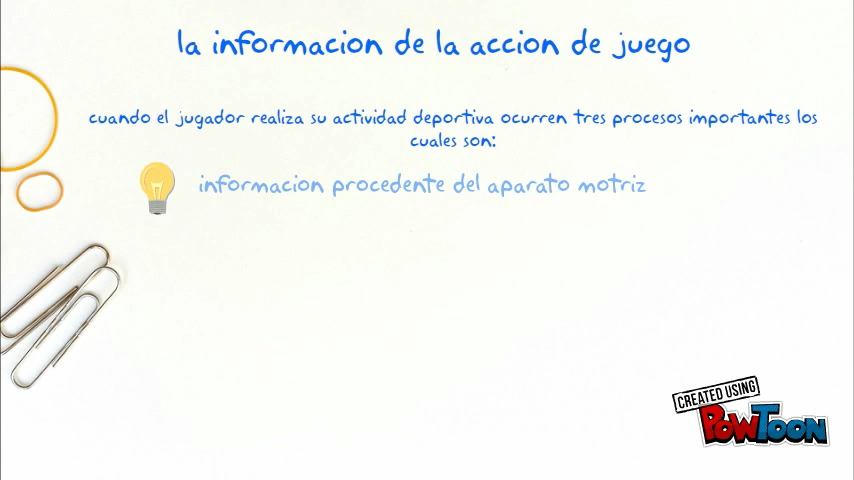 la informacion de la accion de juego
cuando el jugador realiza su actividad deportiva ocurren tres procesos importantes los
cuales son:
informacion procedente del aparato motriz
CREATED USING
POWTOON